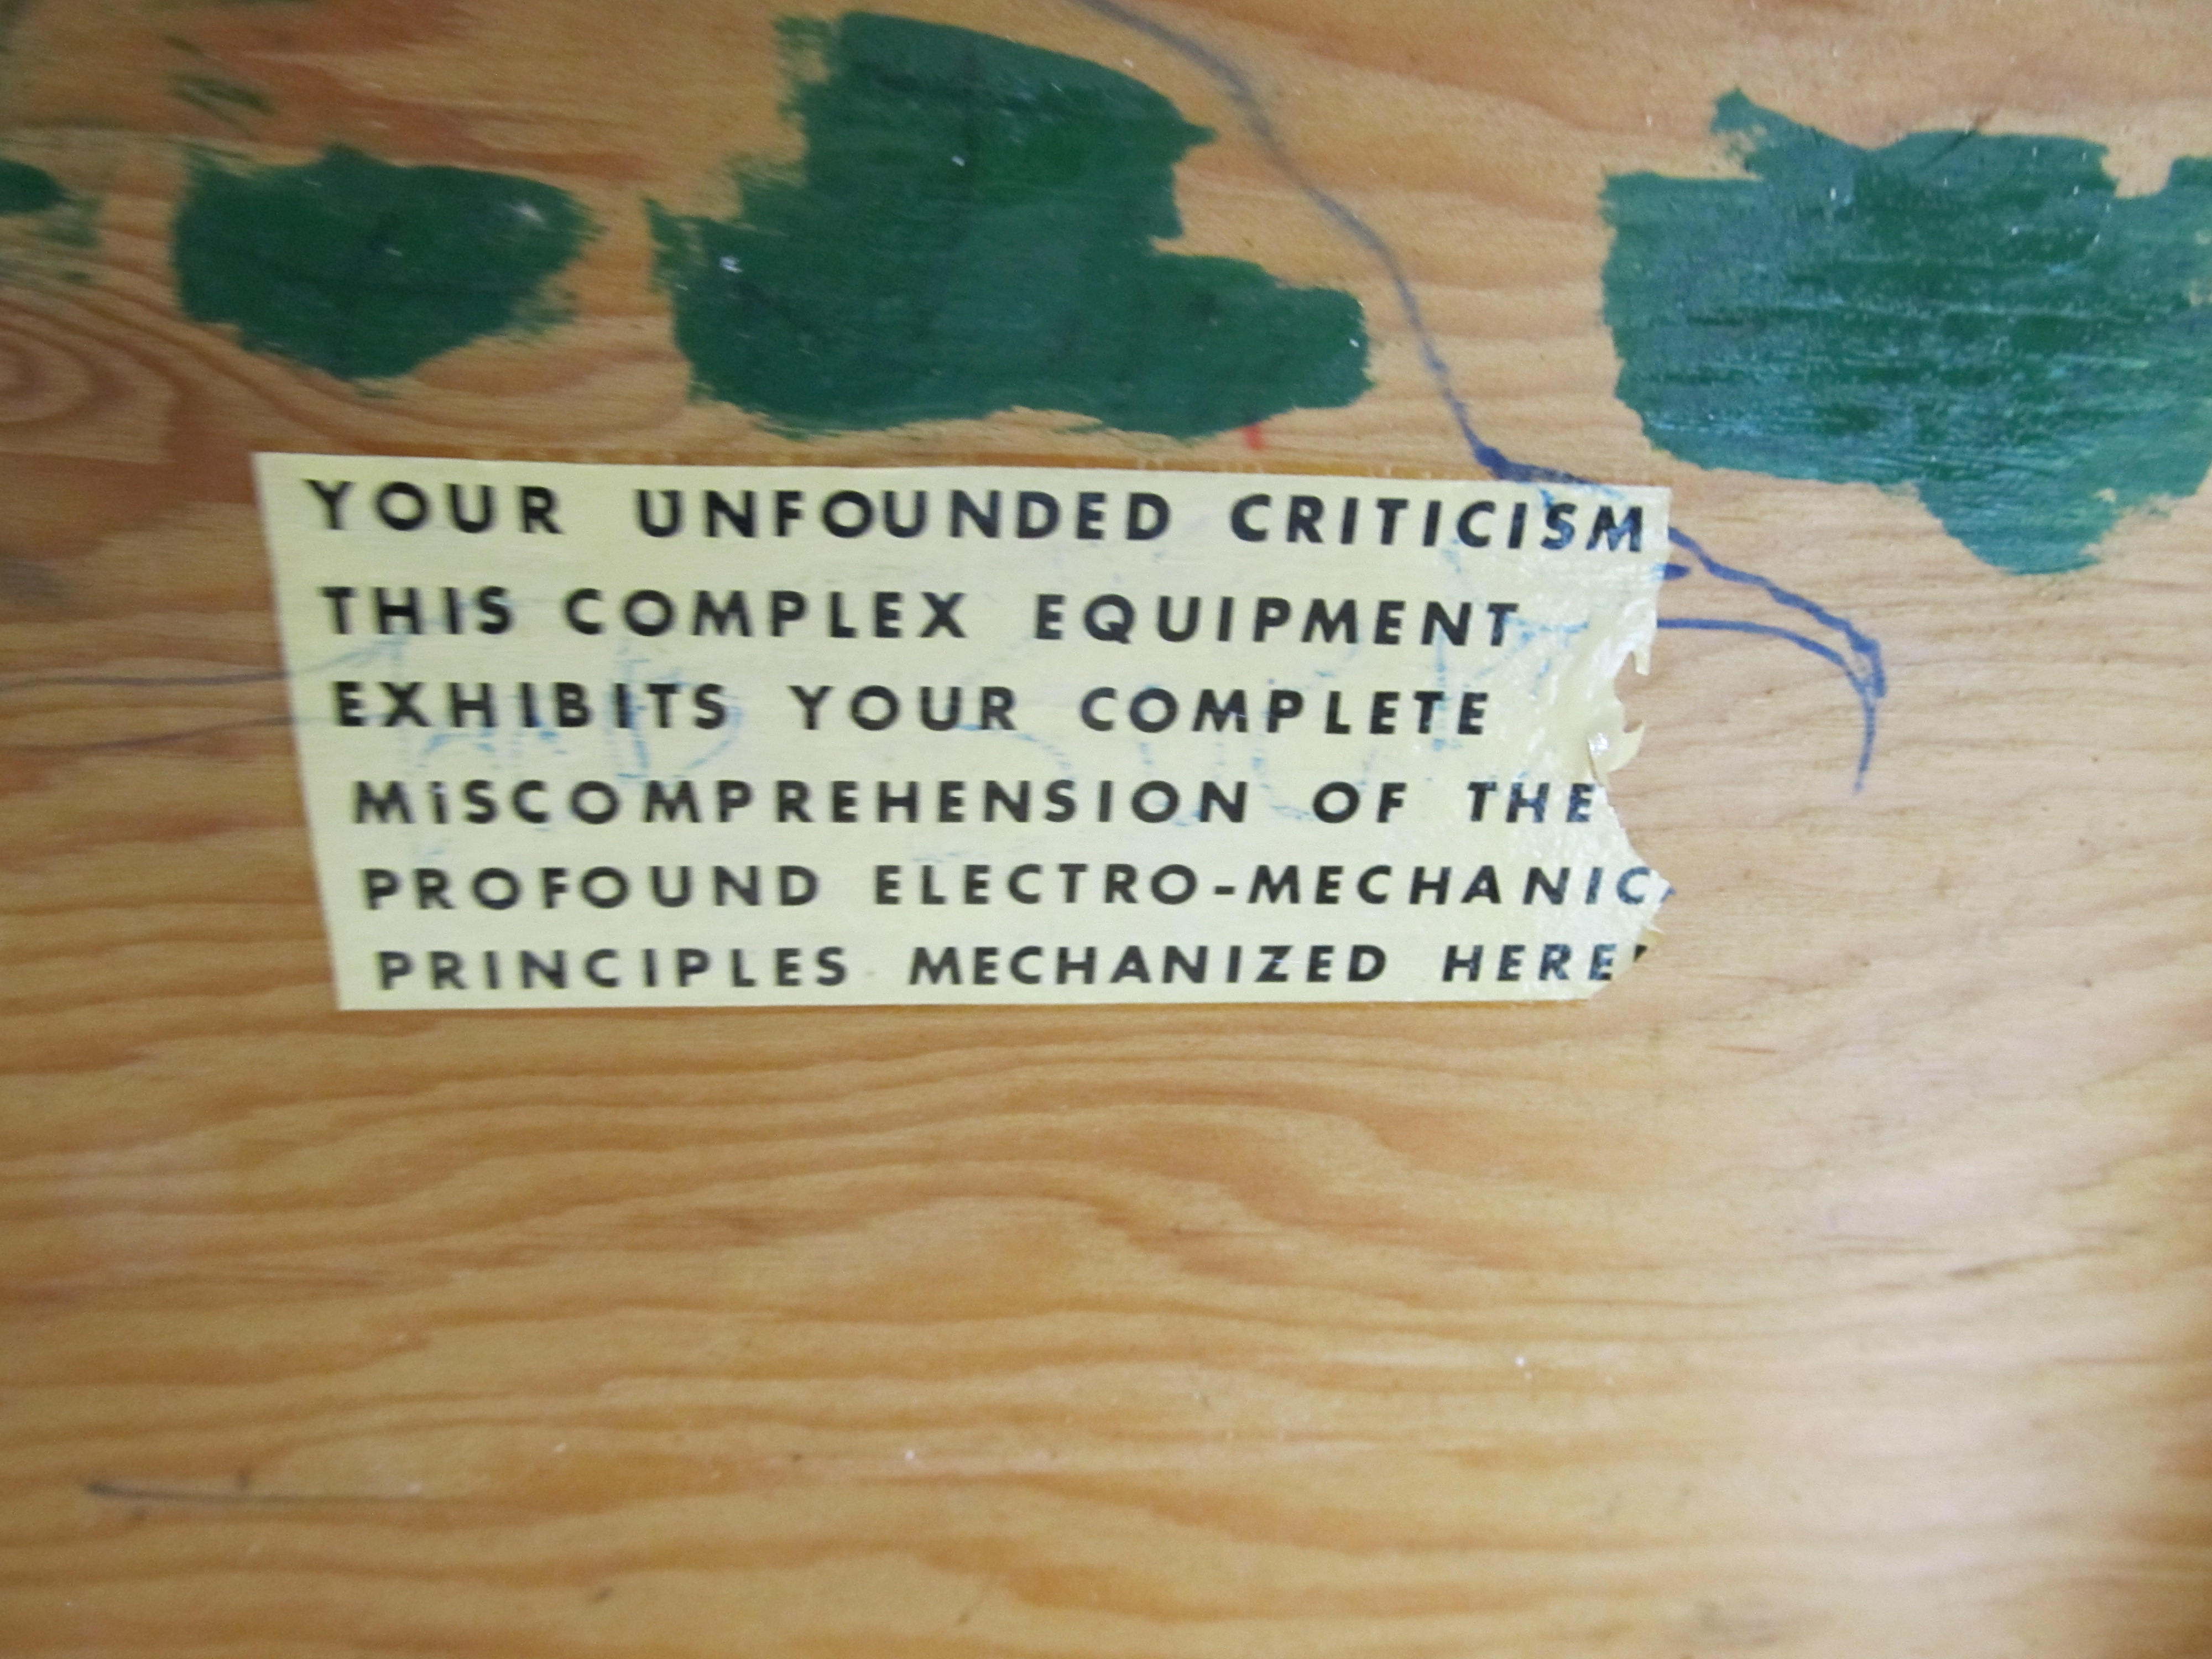 YOUR UNFOUNDED CRITICISM
THIS COMPLEX EQUIPMENT
EXHIBITS YOUR COMPLETE
MiSCOMPREHENSION OF THE
PROFOUND ELECTRO-MECHANIC
PRINCIPLES MECHANIZED HERE